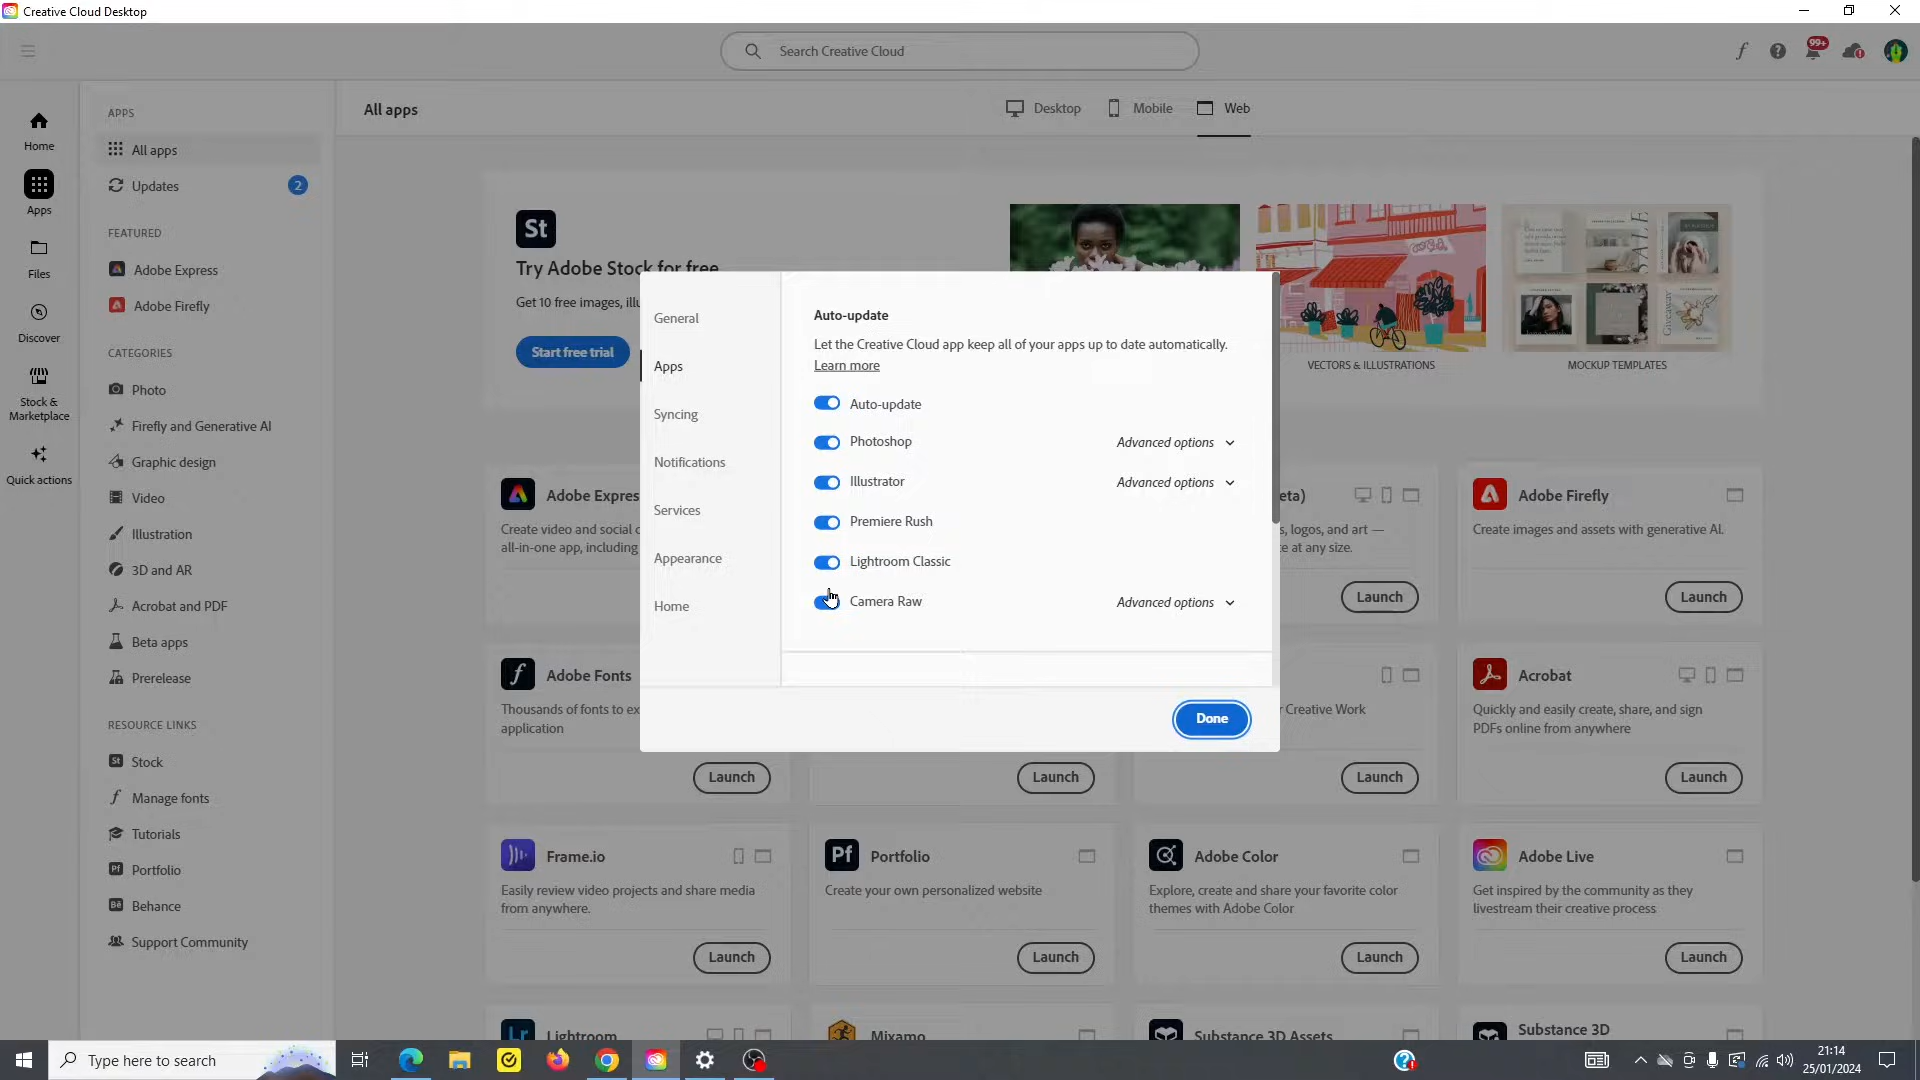 Creative Cloud Desktop
Search Creative Cloud
99+
Home
Apps
Files
Discover
Stock &
Marketplace
Quick actions
APPS
All apps
Updates
2
FEATURED
Adobe Express
Adobe Firefly
CATEGORIES
Photo
Firefly and Generative AI
Graphic design
Video
Illustration
3D and AR
Acrobat and PDF
Beta apps
Prerelease
RESOURCE LINKS
St Stock
Manage fonts
Tutorials
Pf Portfolio
Bē Behance
Support Community
All apps
Desktop
Mobile
Web
St
Try Adobe Stock for free
Get 10 free images, illu
Start free trial
VECTORS & ILLUSTRATIONS
MOCKUP TEMPLATES
General
Apps
Syncing
Notifications
Services
Appearance
Home
Auto-update
Let the Creative Cloud app keep all of your apps up to date automatically.
Learn more
Auto-update
Photoshop Advanced options
Illustrator Advanced options
Premiere Rush
Lightroom Classic
Camera Raw Advanced options
Done
Adobe Expres
Create video and social c
all-in-one app, including
eta)
s, logos, and art —
e at any size.
Launch
Adobe Firefly
Create images and assets with generative AI.
Launch
Adobe Fonts
Thousands of fonts to ex
application
Launch
Launch
r Creative Work
Launch
Acrobat
Quickly and easily create, share, and sign
PDFs online from anywhere
Launch
Frame.io
Easily review video projects and share media
from anywhere.
Launch
Pf Portfolio
Create your own personalized website
Launch
Adobe Color
Explore, create and share your favorite color
themes with Adobe Color
Launch
Adobe Live
Get inspired by the community as they
livestream their creative process
Launch
Lr Lightroom
Mixamo
Substance 3D Assets
Substance 3D
Type here to search
21:14
25/01/2024